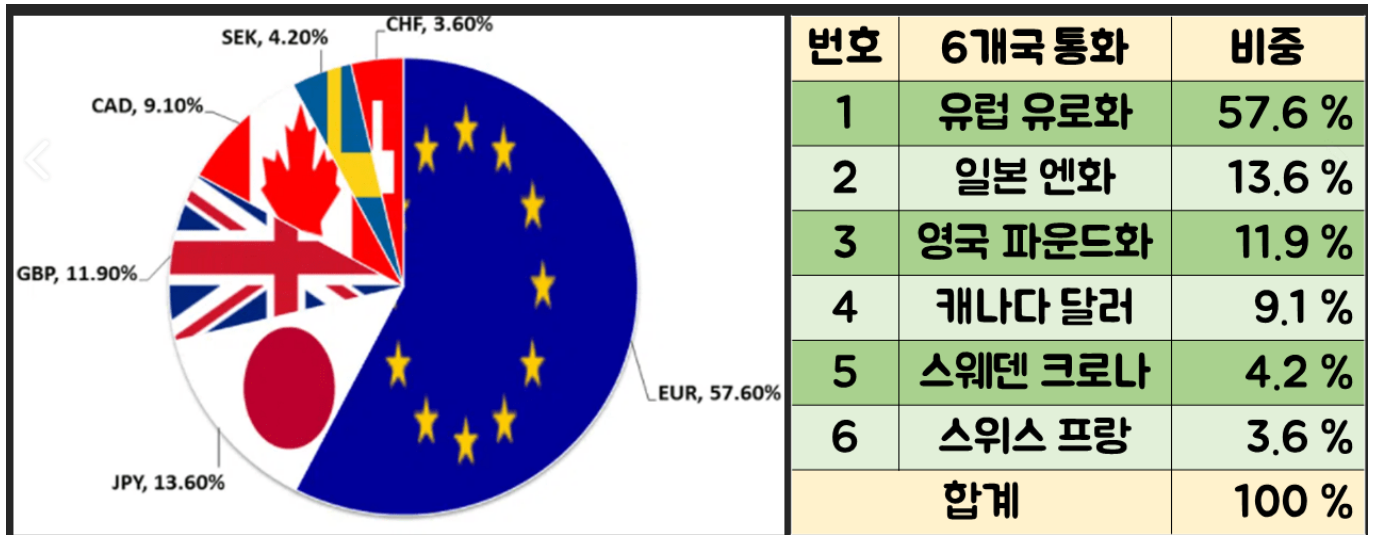 CHF, 3.60%
SEK, 4.20%
CAD, 9.10%
GBP, 11.90%
EUR, 57.60%
JPY, 13.60%
번호 6개국 통화 비중
1 유럽 유로화 57.6 %
2 일본 엔화 13.6 %
3 영국 파운드화 11.9 %
4 캐나다 달러 9.1 %
5 스웨덴 크로나 4.2 %
6 스위스 프랑 3.6 %
합계 100 %